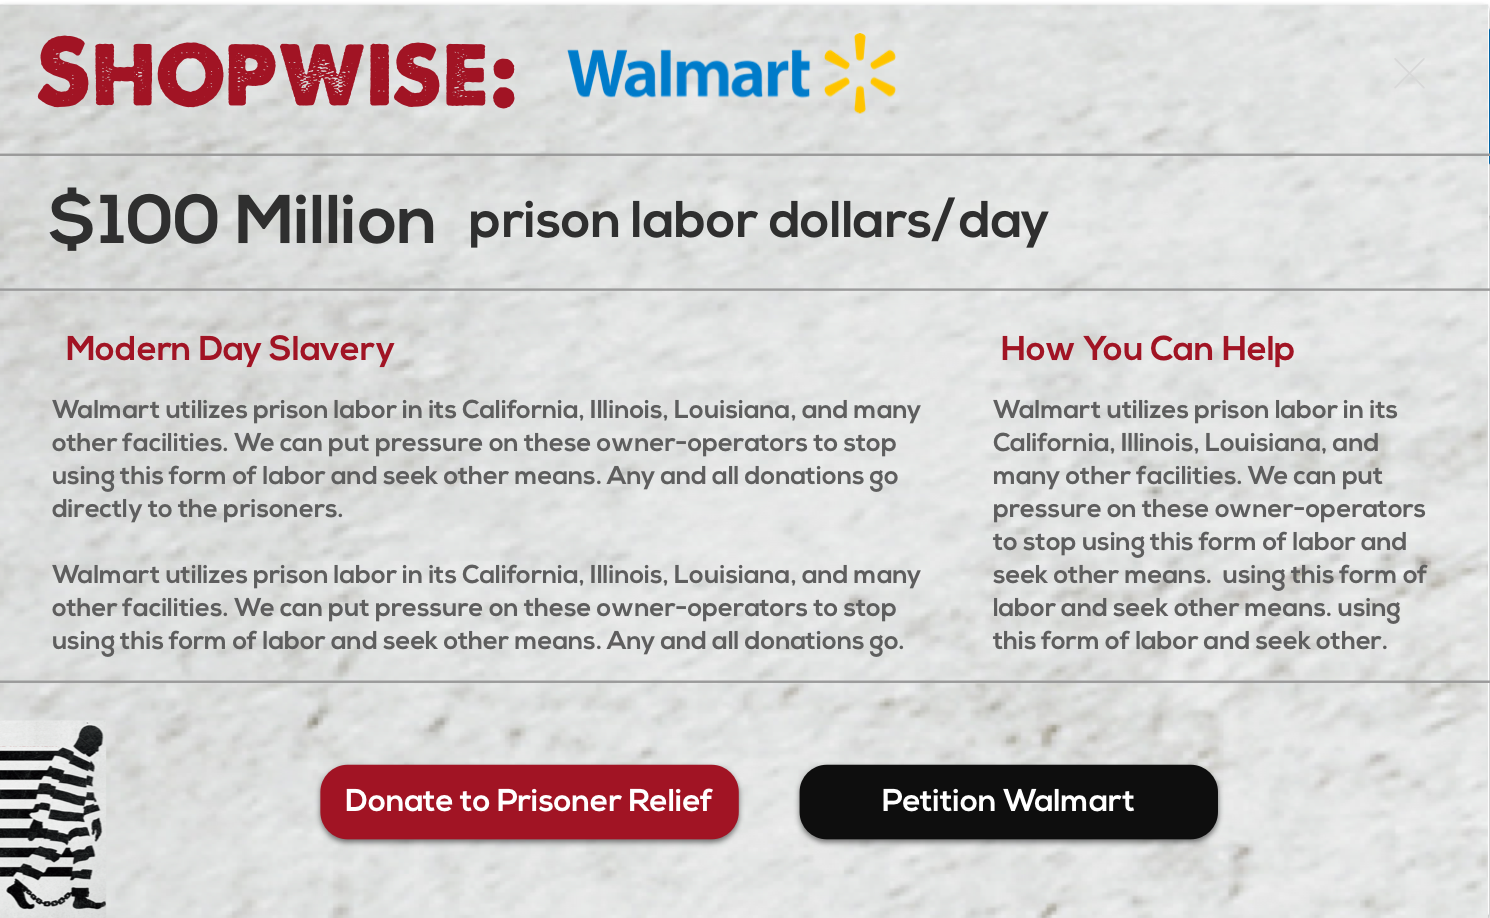 SHOPWISE: Walmart
$100 Million prison labor dollars/day
Modern Day Slavery
Walmart utilizes prison labor in its California, Illinois, Louisiana, and many
other facilities. We can put pressure on these owner-operators to stop
using this form of labor and seek other means. Any and all donations go
directly to the prisoners.
Walmart utilizes prison labor in its California, Illinois, Louisiana, and many
other facilities. We can put pressure on these owner-operators to stop
using this form of labor and seek other means. Any and all donations go.
How You Can Help
Walmart utilizes prison labor in its
California, Illinois, Louisiana, and
many other facilities. We can put
pressure on these owner-operators
to stop using this form of labor and
seek other means.  using this form of
labor and seek other means. using
this form of labor and seek other.
Donate to Prisoner Relief
Petition Walmart